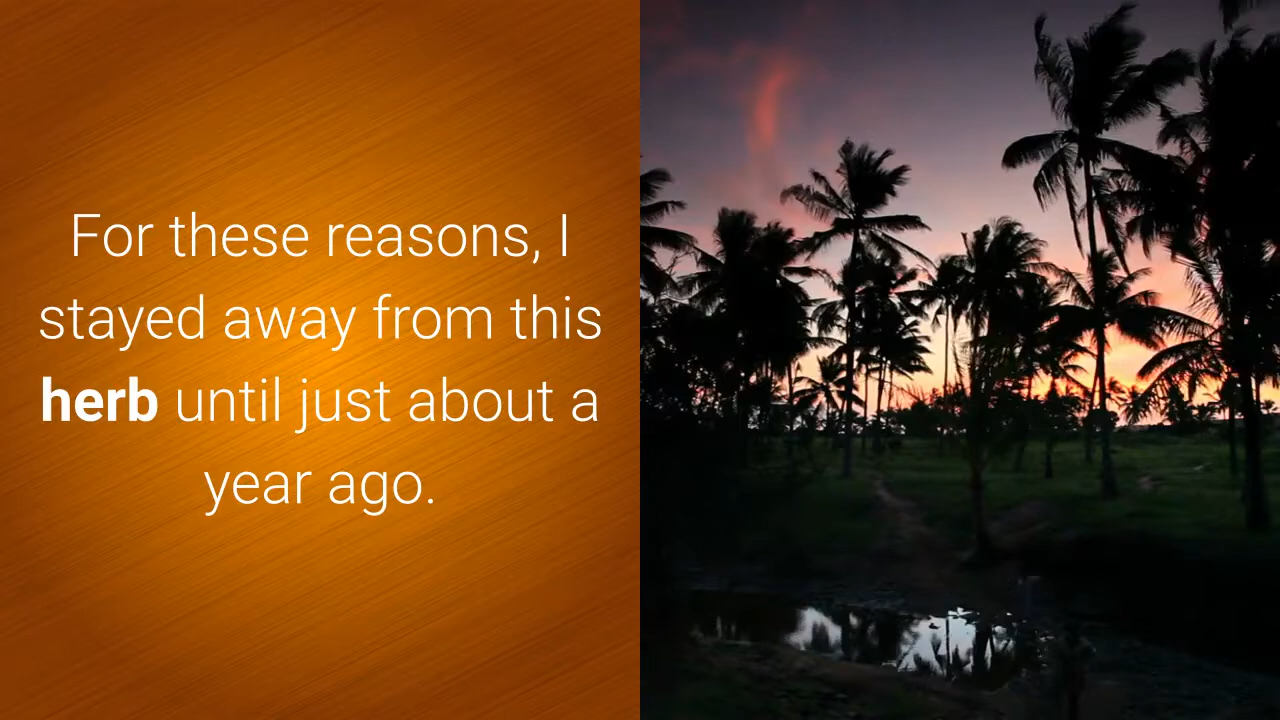 For these reasons, I
stayed away from this
herb until just about a
year ago.